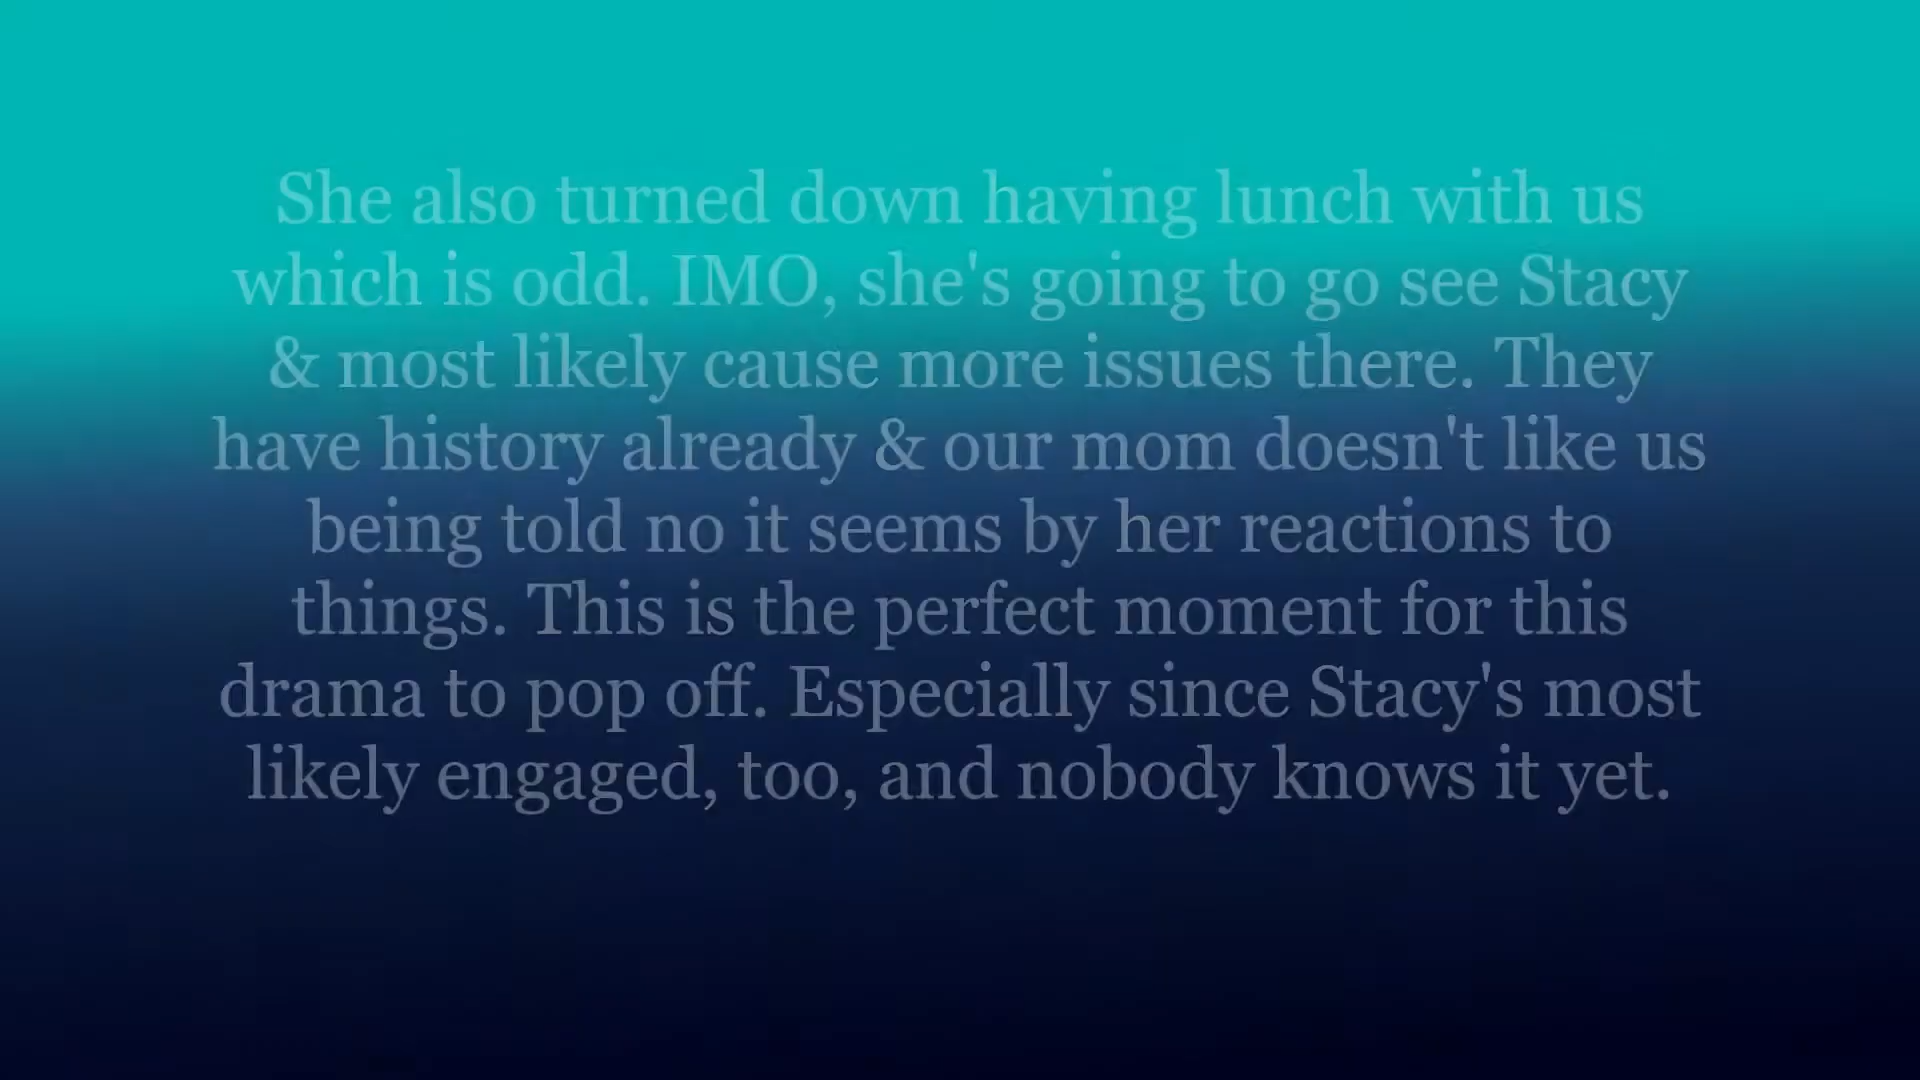 She also turned down having lunch with us
which is odd. IMO, she's going to go see Stacy
& most likely cause more issues there. They
have history already & our mom doesn't like us
being told no it seems by her reactions to
things. This is the perfect moment for this
drama to pop off. Especially since Stacy's most
likely engaged, too, and nobody knows it yet.